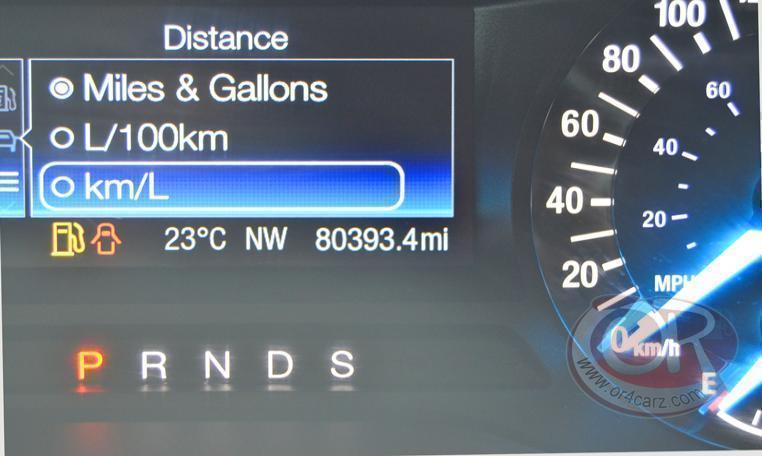 Distance
Miles & Gallons
L/100km
km/L
23°C NW 80393.4mi
P R N D S
100
80
60
40
20
0
km/h
60
40
20
MPH
E
OR
www.or4carz.com